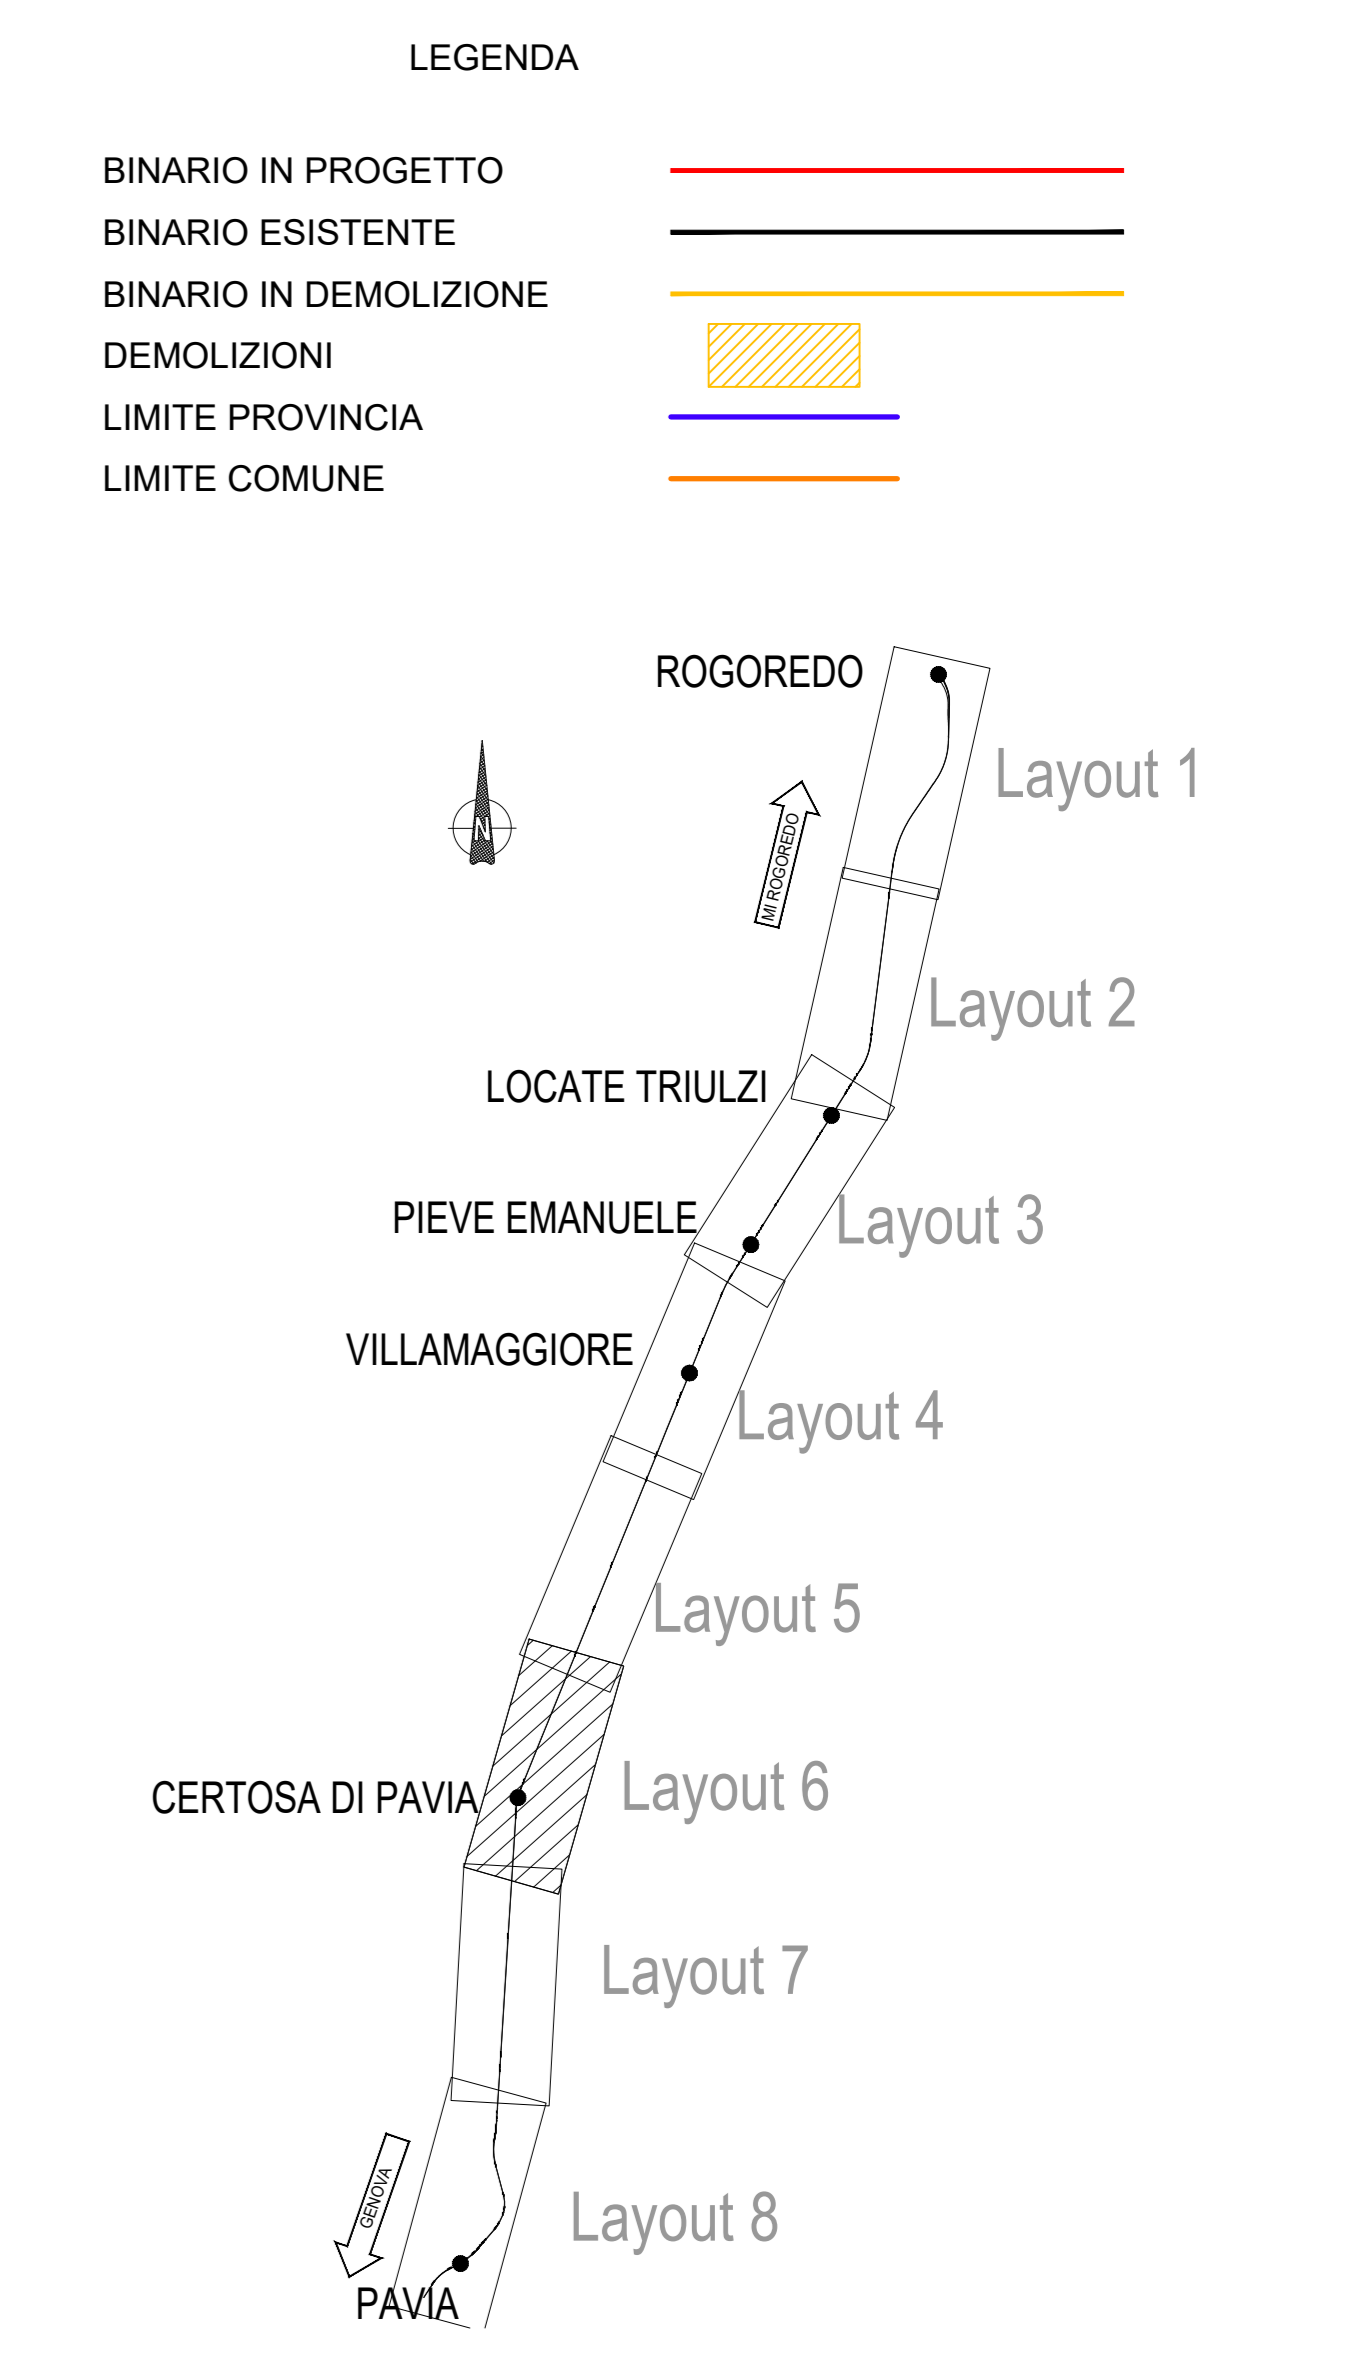 LEGENDA
BINARIO IN PROGETTO
BINARIO ESISTENTE
BINARIO IN DEMOLIZIONE
DEMOLIZIONI
LIMITE PROVINCIA
LIMITE COMUNE
ROGOREDO
Layout 1
N
MI ROGOREDO
Layout 2
LOCATE TRIULZI
PIEVE EMANUELE
Layout 3
VILLAMAGGIORE
Layout 4
Layout 5
CERTOSA DI PAVIA
Layout 6
Layout 7
GENOVA
Layout 8
PAVIA